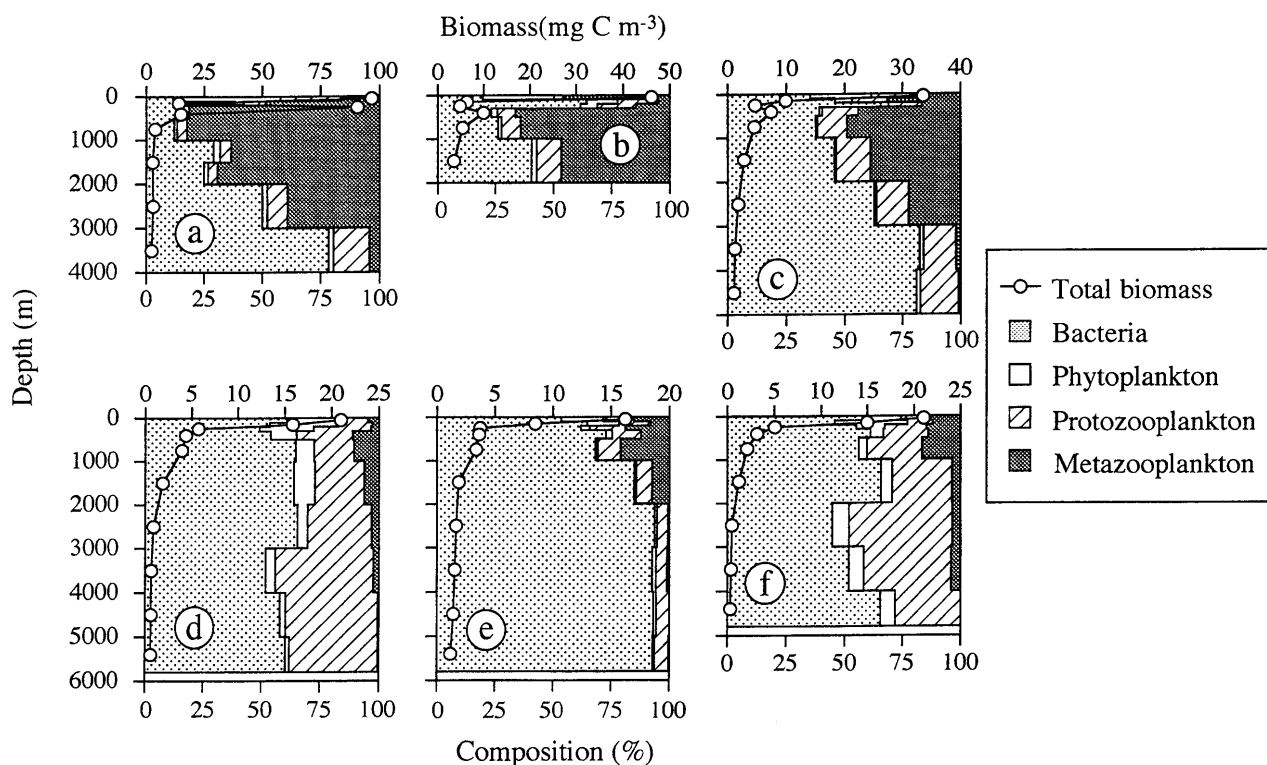 Biomass(mg C m-3)
0 25 50 75 100
0 10 20 30 40 50
0 10 20 30 40
0
1000
2000
3000
4000
a
0 25 50 75 100
b
0 25 50 75 100
c
0 25 50 75 100
Depth (m)
0 5 10 15 20 25
0 5 10 15 20
0 5 10 15 20 25
0
1000
2000
3000
4000
5000
6000
d
0 25 50 75 100
e
0 25 50 75 100
f
0 25 50 75 100
Composition (%)
Total biomass
Bacteria
Phytoplankton
Protozooplankton
Metazooplankton